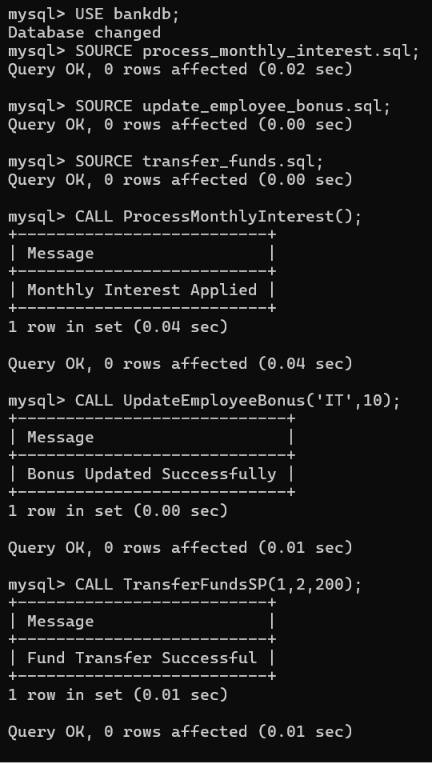 mysql> USE bankdb;
Database changed
mysql> SOURCE process_monthly_interest.sql;
Query OK, 0 rows affected (0.02 sec)

mysql> SOURCE update_employee_bonus.sql;
Query OK, 0 rows affected (0.00 sec)

mysql> SOURCE transfer_funds.sql;
Query OK, 0 rows affected (0.00 sec)

mysql> CALL ProcessMonthlyInterest();
+--------------------------+
| Message                  |
+--------------------------+
| Monthly Interest Applied |
+--------------------------+
1 row in set (0.04 sec)

Query OK, 0 rows affected (0.04 sec)

mysql> CALL UpdateEmployeeBonus('IT',10);
+----------------------------+
| Message                    |
+----------------------------+
| Bonus Updated Successfully |
+----------------------------+
1 row in set (0.00 sec)

Query OK, 0 rows affected (0.01 sec)

mysql> CALL TransferFundsSP(1,2,200);
+--------------------------+
| Message                  |
+--------------------------+
| Fund Transfer Successful |
+--------------------------+
1 row in set (0.01 sec)

Query OK, 0 rows affected (0.01 sec)